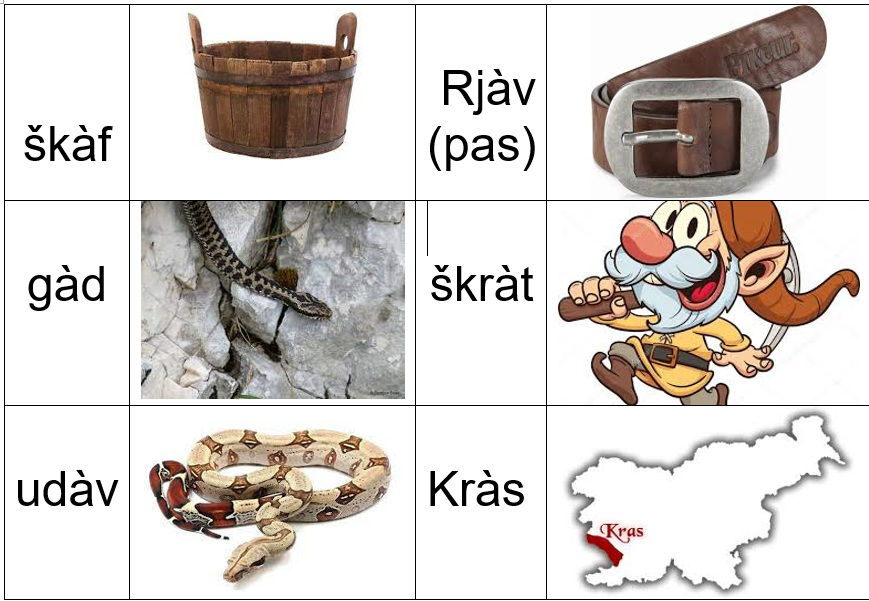 škàf
Rjàv
(pas)
gàd
škràt
udàv
Kràs
Kras